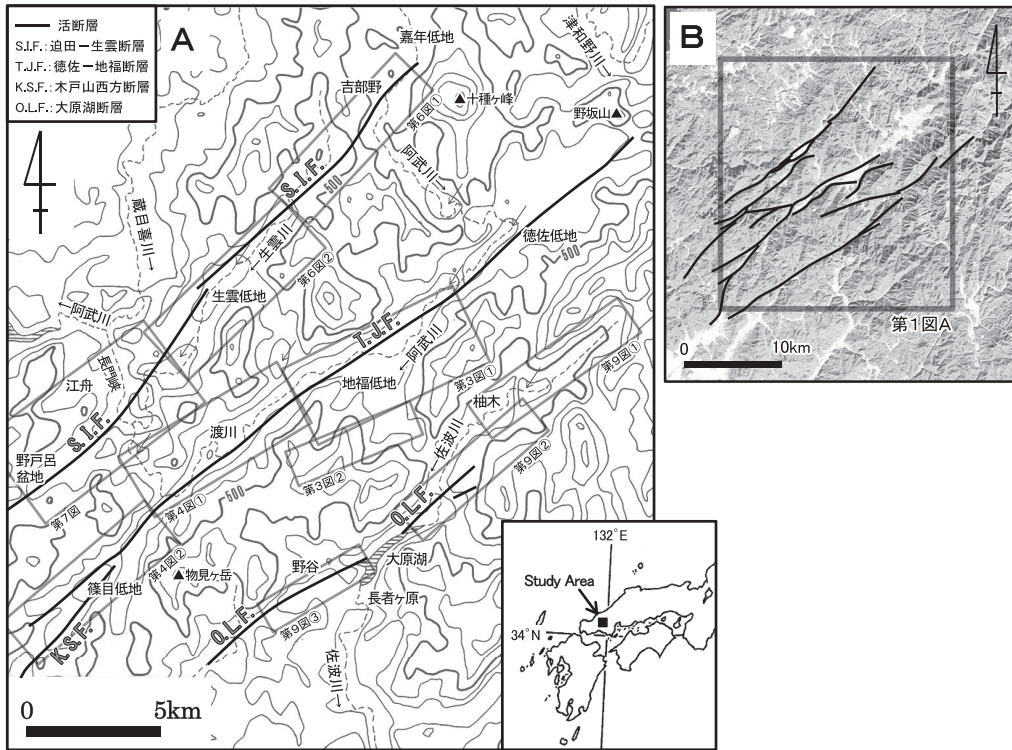 活断層
S.I.F.: 迫田ー生雲断層
T.J.F.: 徳佐ー地福断層
K.S.F.: 木戸山西方断層
O.L.F.: 大原湖断層
A
嘉年低地
津和野川→
吉部野
▲十種ヶ峰
野坂山▲
第6図①
阿武川→
S.I.F.
500
蔵目喜川→
←生雲川
徳佐低地
500
第6図②
生雲低地
←阿武川
T.J.F.
←阿武川
長門峡
江舟
地福低地
第3図①
第9図①
柚木
S.I.F.
渡川
←佐波川
第9図②
野戸呂
盆地
第3図②
500
第7図
第4図①
O.L.F.
第4図②
▲物見ヶ岳
野谷
大原湖
篠目低地
長者ヶ原
K.S.F.
O.L.F.
第9図③
佐波川→
0
5km
B
第1図A
0
10km
132°E
Study Area
34°N